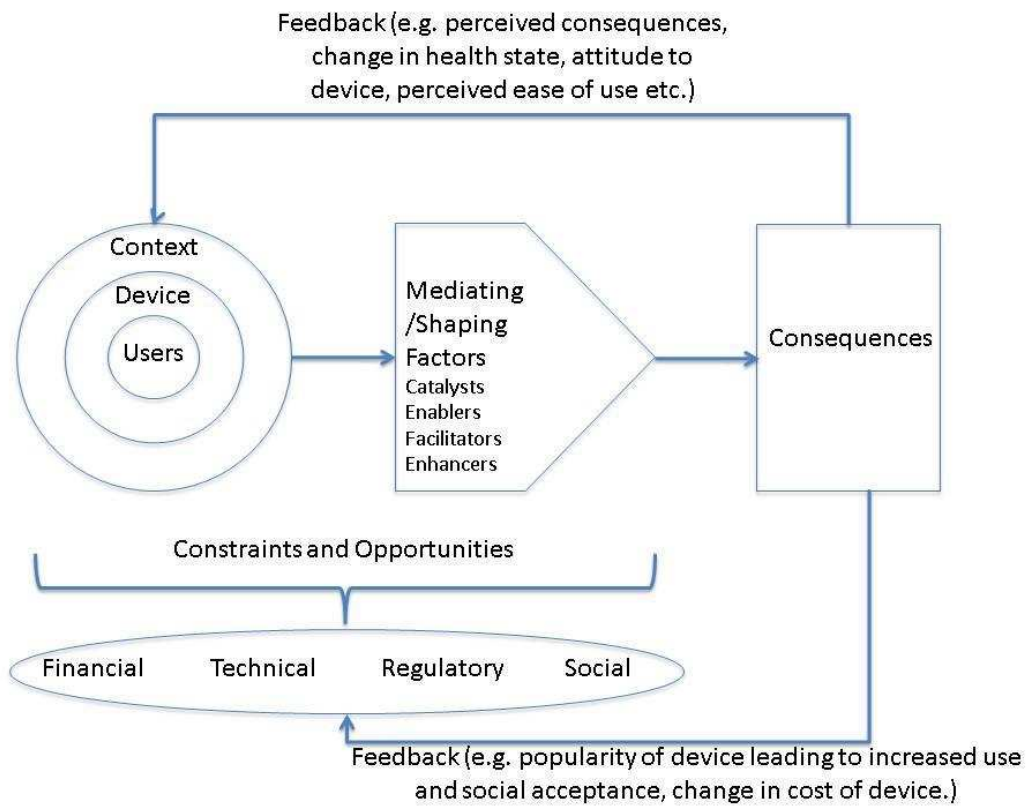 Feedback (e.g. perceived consequences,
change in health state, attitude to
device, perceived ease of use etc.)
Context
Device
Users
Mediating
/Shaping
Factors
Catalysts
Enablers
Facilitators
Enhancers
Consequences
Constraints and Opportunities
Financial Technical Regulatory Social
Feedback (e.g. popularity of device leading to increased use
and social acceptance, change in cost of device.)